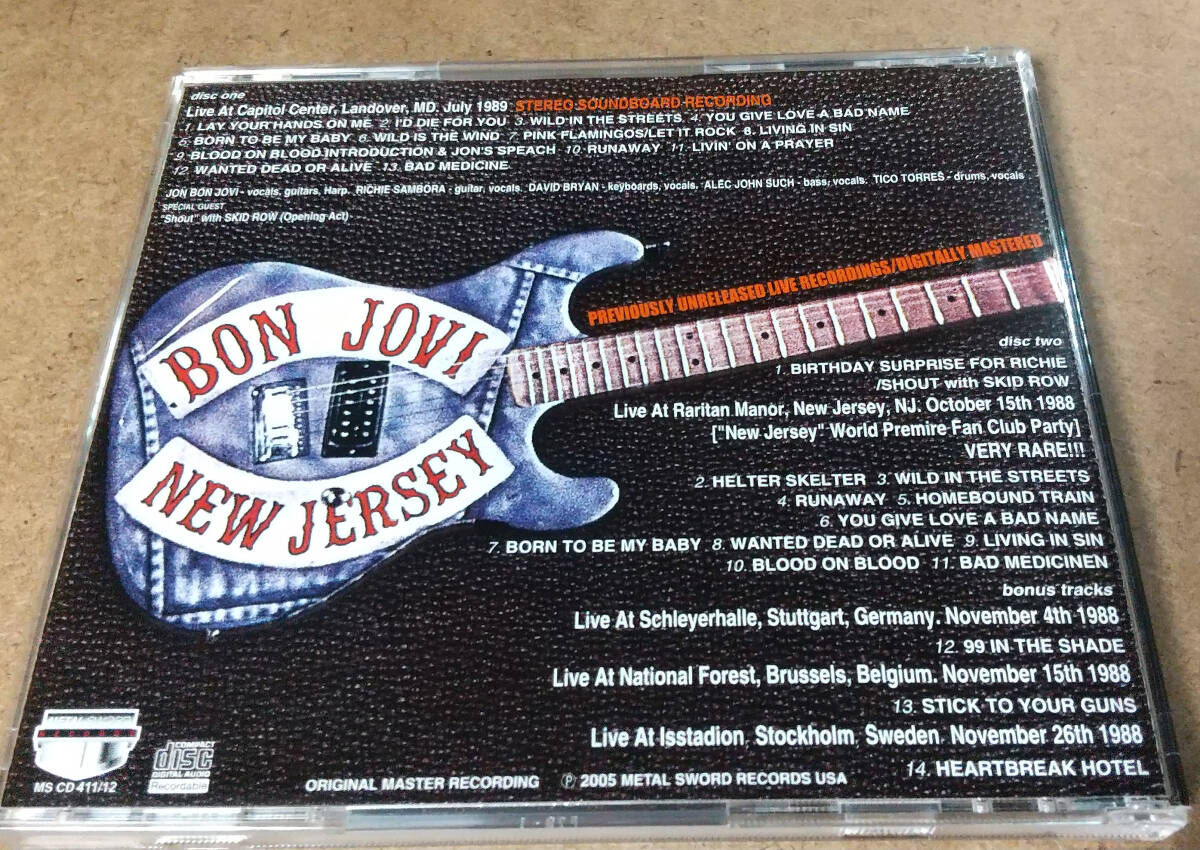 disc one
Live At Capitol Center, Landover, MD. July 1989 STEREO SOUNDBOARD RECORDING
1. LAY YOUR HANDS ON ME 2. I'D DIE FOR YOU 3. WILD IN THE STREETS 4. YOU GIVE LOVE A BAD NAME
5. BORN TO BE MY BABY 6. WILD IS THE WIND 7. PINK FLAMINGOS/LET IT ROCK 8. LIVING IN SIN
9. BLOOD ON BLOOD INTRODUCTION & JON'S SPEACH 10. RUNAWAY 11. LIVIN' ON A PRAYER
12. WANTED DEAD OR ALIVE 13. BAD MEDICINE
JON BON JOVI - vocals, guitars, Harp. RICHIE SAMBORA - guitar, vocals. DAVID BRYAN - keyboards, vocals. ALEC JOHN SUCH - bass, vocals. TICO TORRES - drums, vocals
SPECIAL GUEST
"Shout" with SKID ROW (Opening Act)
PREVIOUSLY UNRELEASED LIVE RECORDINGS/DIGITALLY MASTERED
BON JOVI
NEW JERSEY
disc two
1. BIRTHDAY SURPRISE FOR RICHIE
/SHOUT with SKID ROW
Live At Raritan Manor, New Jersey, NJ. October 15th 1988
["New Jersey" World Premire Fan Club Party]
VERY RARE!!!
2. HELTER SKELTER 3. WILD IN THE STREETS
4. RUNAWAY 5. HOMEBOUND TRAIN
6. YOU GIVE LOVE A BAD NAME
7. BORN TO BE MY BABY 8. WANTED DEAD OR ALIVE 9. LIVING IN SIN
10. BLOOD ON BLOOD 11. BAD MEDICINEN
bonus tracks
Live At Schleyerhalle, Stuttgart, Germany. November 4th 1988
12. 99 IN THE SHADE
Live At National Forest, Brussels, Belgium. November 15th 1988
13. STICK TO YOUR GUNS
Live At Isstadion, Stockholm, Sweden. November 26th 1988
14. HEARTBREAK HOTEL
METAL SWORD
RECORDS
MS CD 411/12
COMPACT
disc
DIGITAL AUDIO
Recordable
ORIGINAL MASTER RECORDING Ⓟ 2005 METAL SWORD RECORDS USA